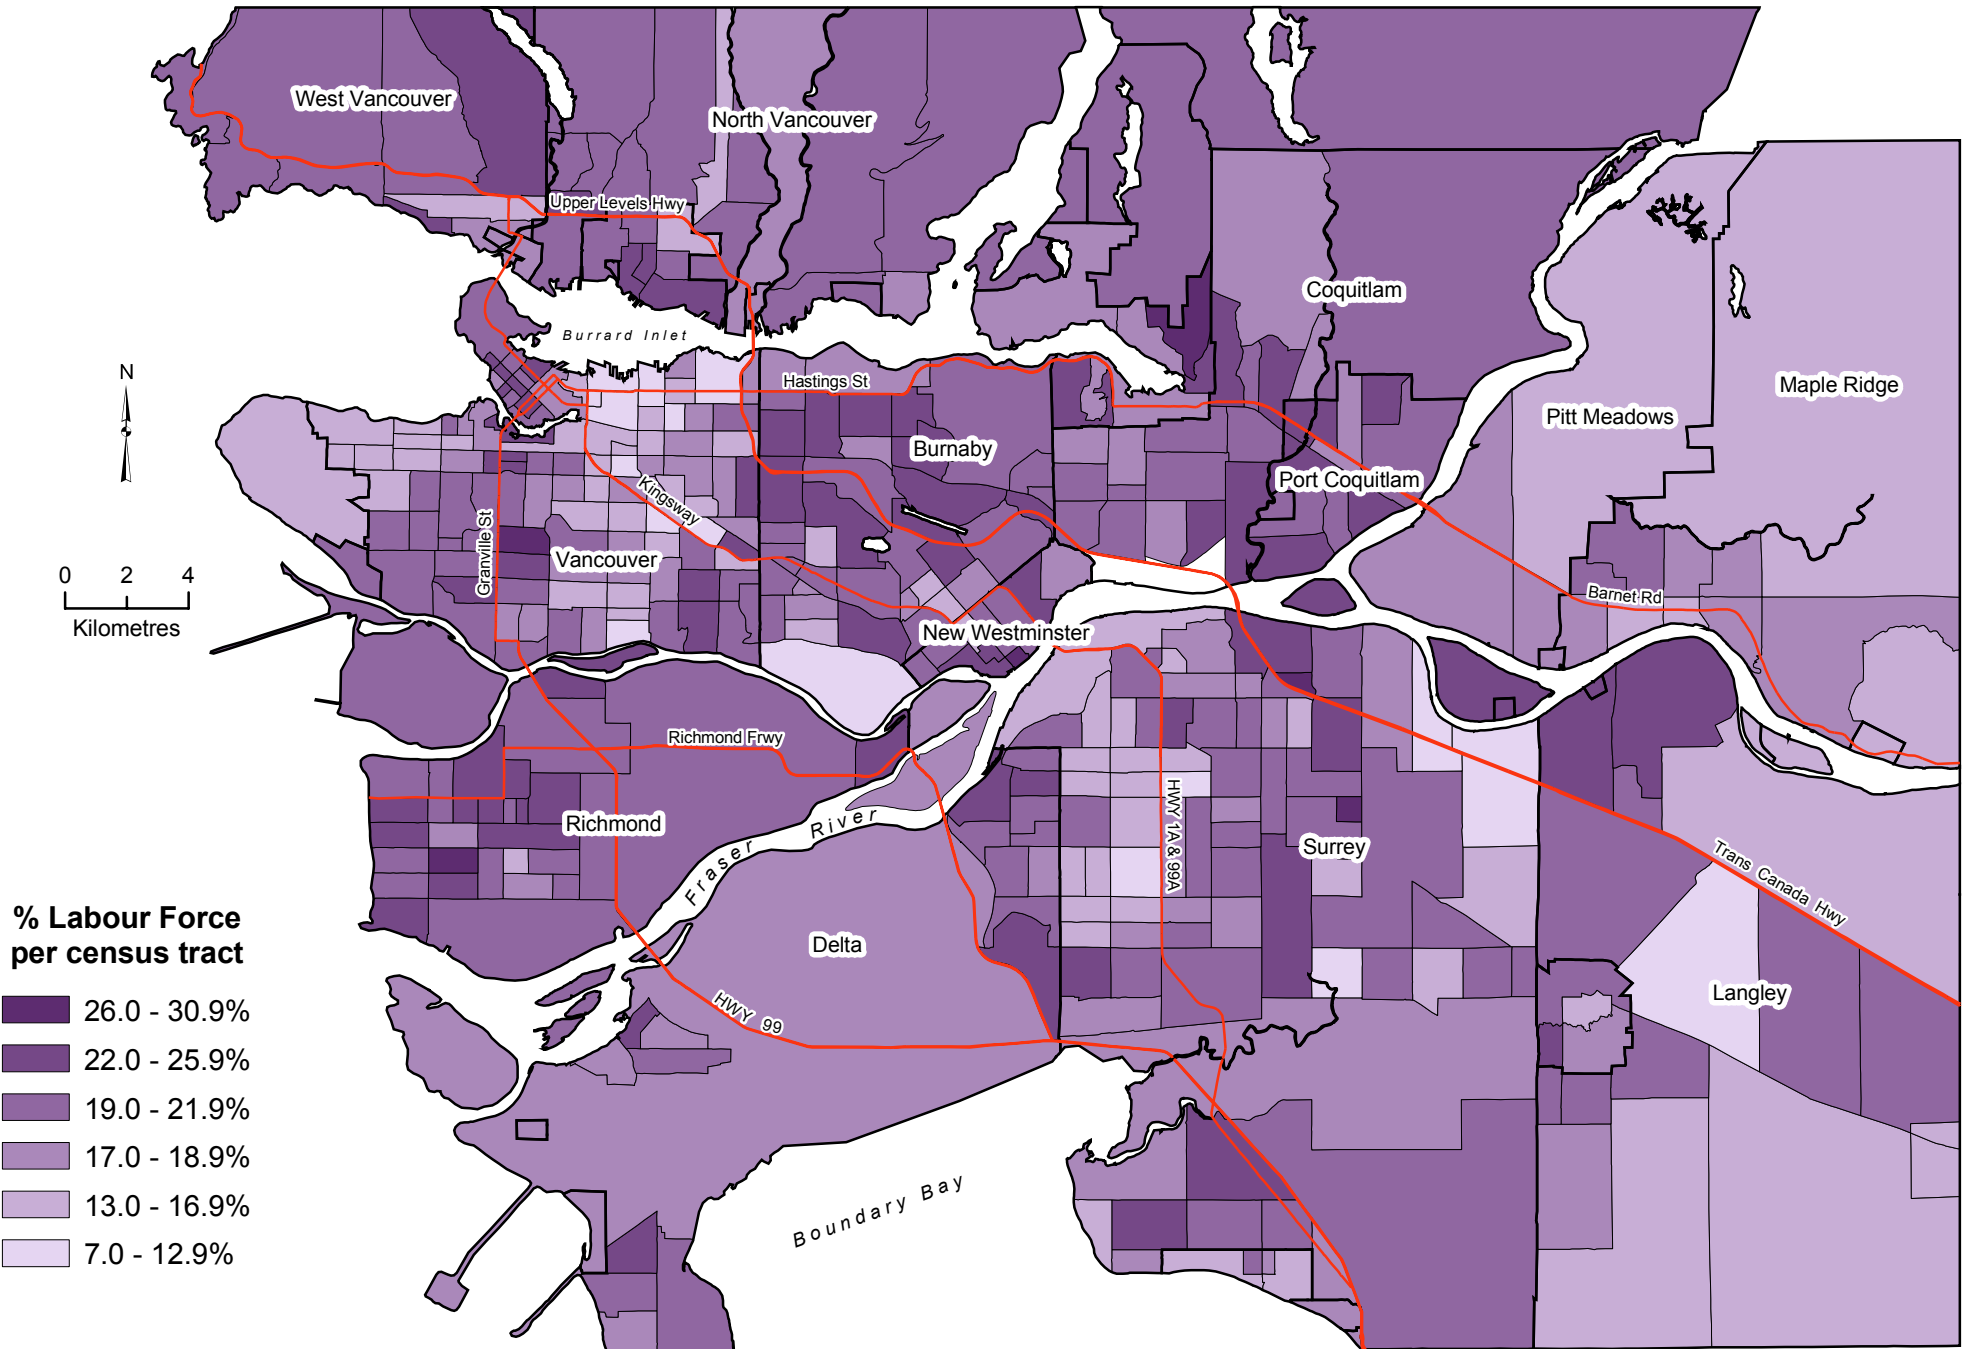 West Vancouver
North Vancouver
Upper Levels Hwy
Coquitlam
Burrard Inlet
N
Hastings St
Maple Ridge
Pitt Meadows
Burnaby
Port Coquitlam
Kingsway
Granville St
Vancouver
0 2 4
Kilometres
Barnet Rd
New Westminster
Richmond Frwy
HWY 1A & 99A
Richmond
Fraser River
Surrey
Trans Canada Hwy
% Labour Force
per census tract
Delta
Langley
HWY 99
26.0 - 30.9%
22.0 - 25.9%
19.0 - 21.9%
17.0 - 18.9%
13.0 - 16.9%
7.0 - 12.9%
Boundary Bay